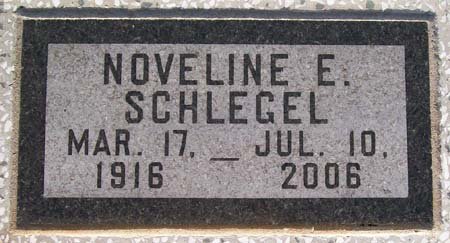 NOVELINE E.
SCHLEGEL
MAR. 17, _ JUL. 10,
1916 2006